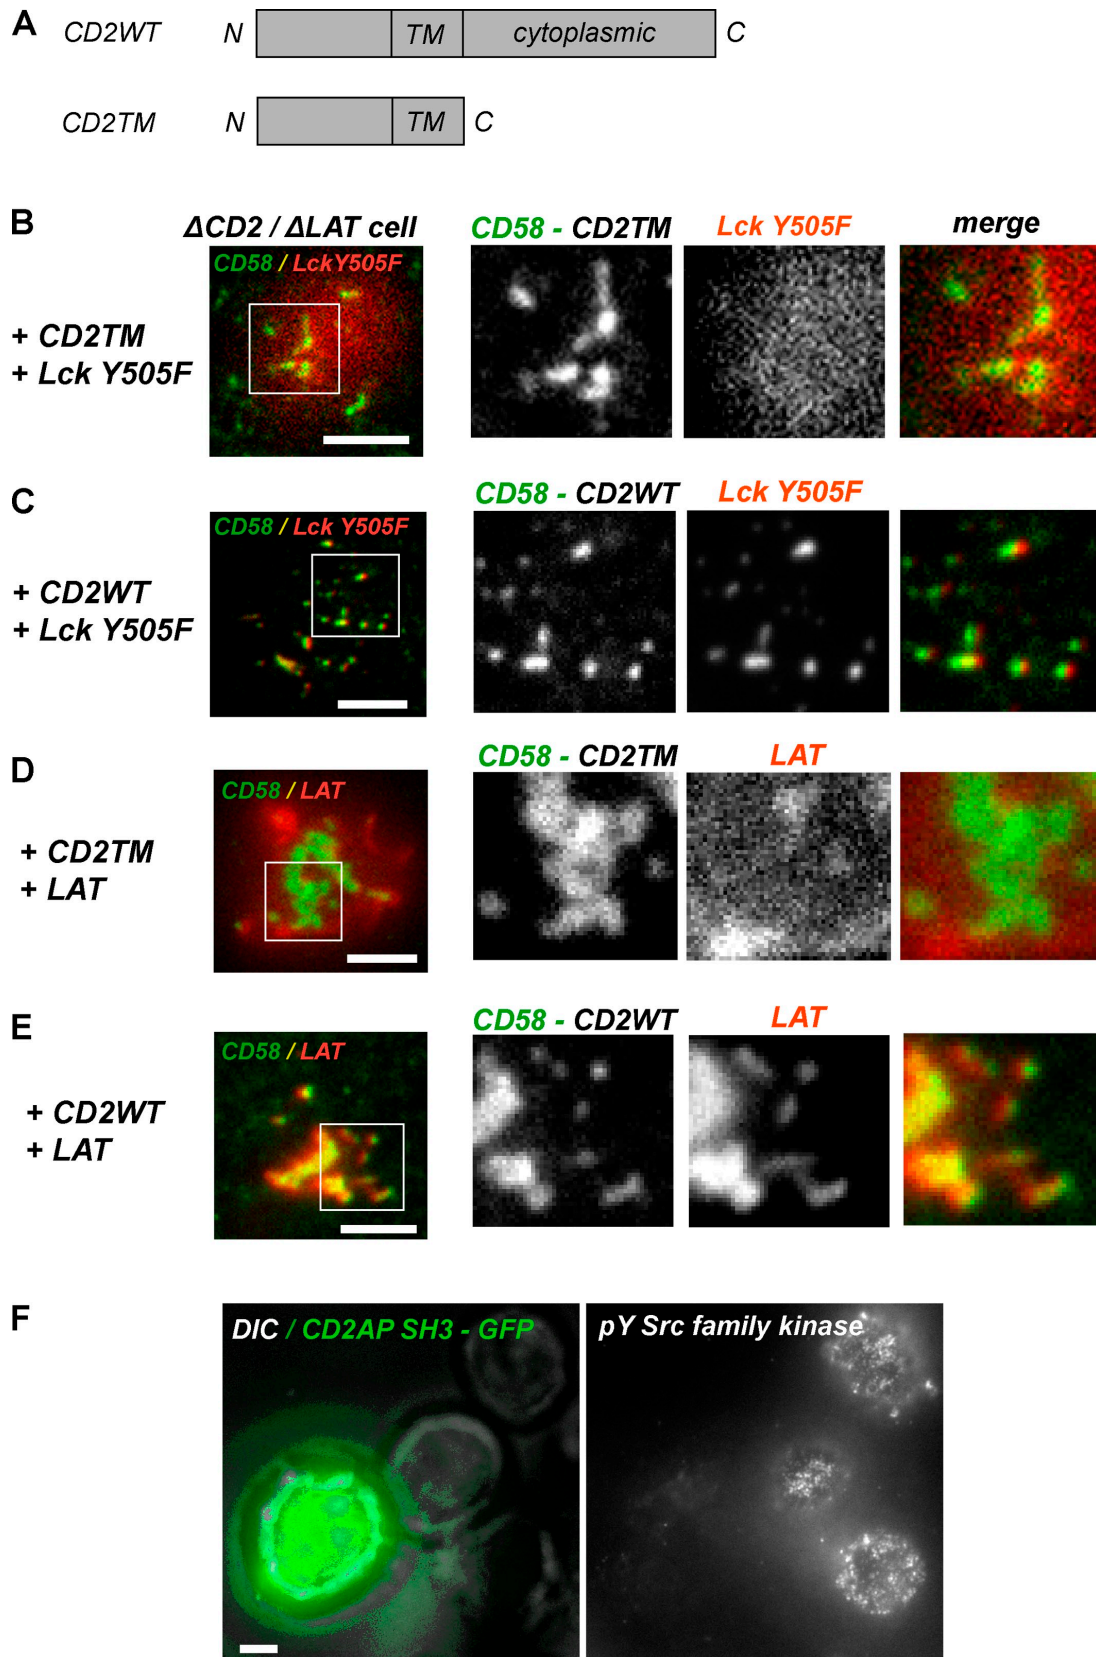 A
CD2WT N TM cytoplasmic C
CD2TM N TM C
B
ΔCD2 / ΔLAT cell CD58 - CD2TM Lck Y505F merge
CD58 / LckY505F
+ CD2TM
+ Lck Y505F
C
CD58 - CD2WT Lck Y505F
CD58 / Lck Y505F
+ CD2WT
+ Lck Y505F
D
CD58 - CD2TM LAT
CD58 / LAT
+ CD2TM
+ LAT
E
CD58 - CD2WT LAT
CD58 / LAT
+ CD2WT
+ LAT
F
DIC / CD2AP SH3 - GFP pY Src family kinase